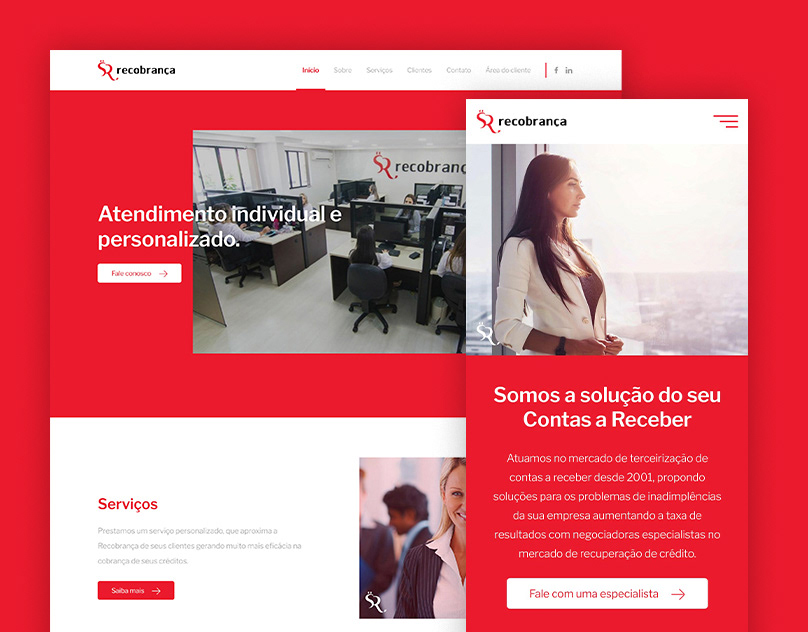 recobrança
Início Sobre Serviços Clientes Contato Área do cliente
recobranç
Atendimento individual e
personalizado.
Fale conosco
Serviços
Prestamos um serviço personalizado, que aproxima a
Recobrança de seus clientes gerando muito mais eficácia na
cobrança de seus créditos.
Saiba mais
recobrança
Somos a solução do seu
Contas a Receber
Atuamos no mercado de terceirização de
contas a receber desde 2001, propondo
soluções para os problemas de inadimplências
da sua empresa aumentando a taxa de
resultados com negociadoras especialistas no
mercado de recuperação de crédito.
Fale com uma especialista